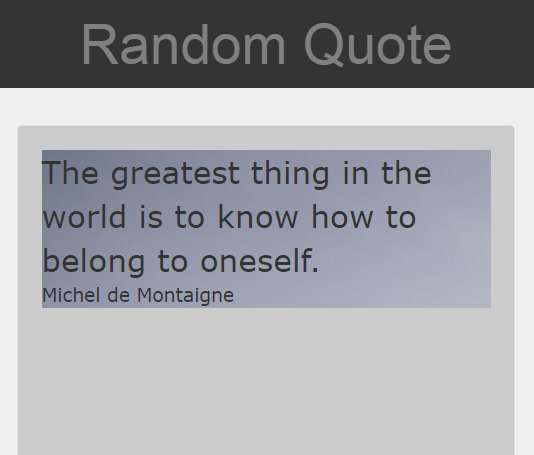 Random Quote
The greatest thing in the
world is to know how to
belong to oneself.
Michel de Montaigne